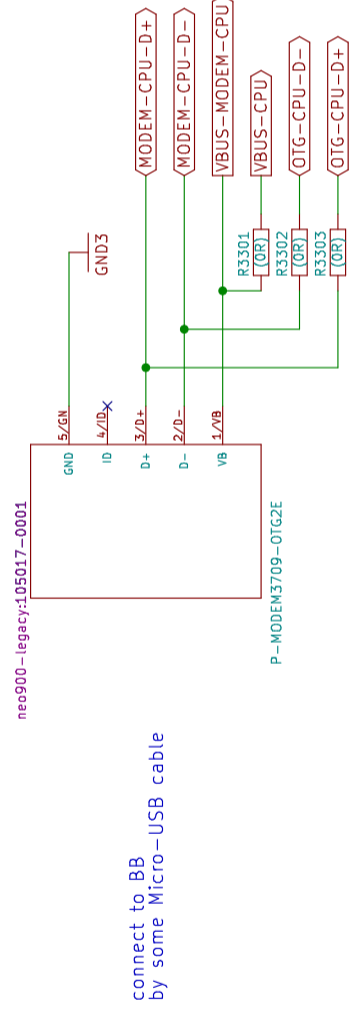 neo900-legacy:105017-0001
GND
ID
D+
D-
VB
5/GN
4/ID
3/D+
2/D-
1/VB
P-MODEM3709-OTG2E
GND3
MODEM-CPU-D+
MODEM-CPU-D-
VBUS-MODEM-CPU
VBUS-CPU
OTG-CPU-D-
OTG-CPU-D+
R3301
(0R)
R3302
(0R)
R3303
(0R)
connect to BB
by some Micro-USB cable